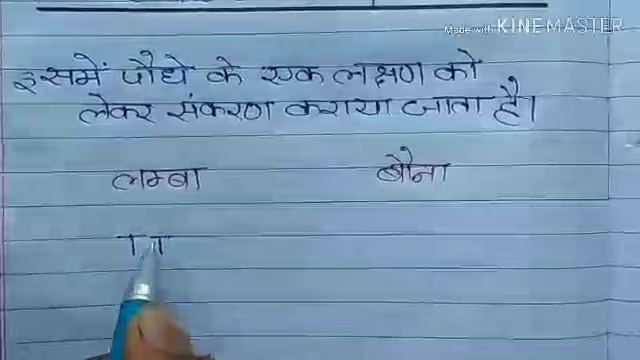 Made with KINEMASTER
इसमें पौधे के एक लक्षण को
लेकर संकरण कराया जाता है।
लम्बा बौना
TT